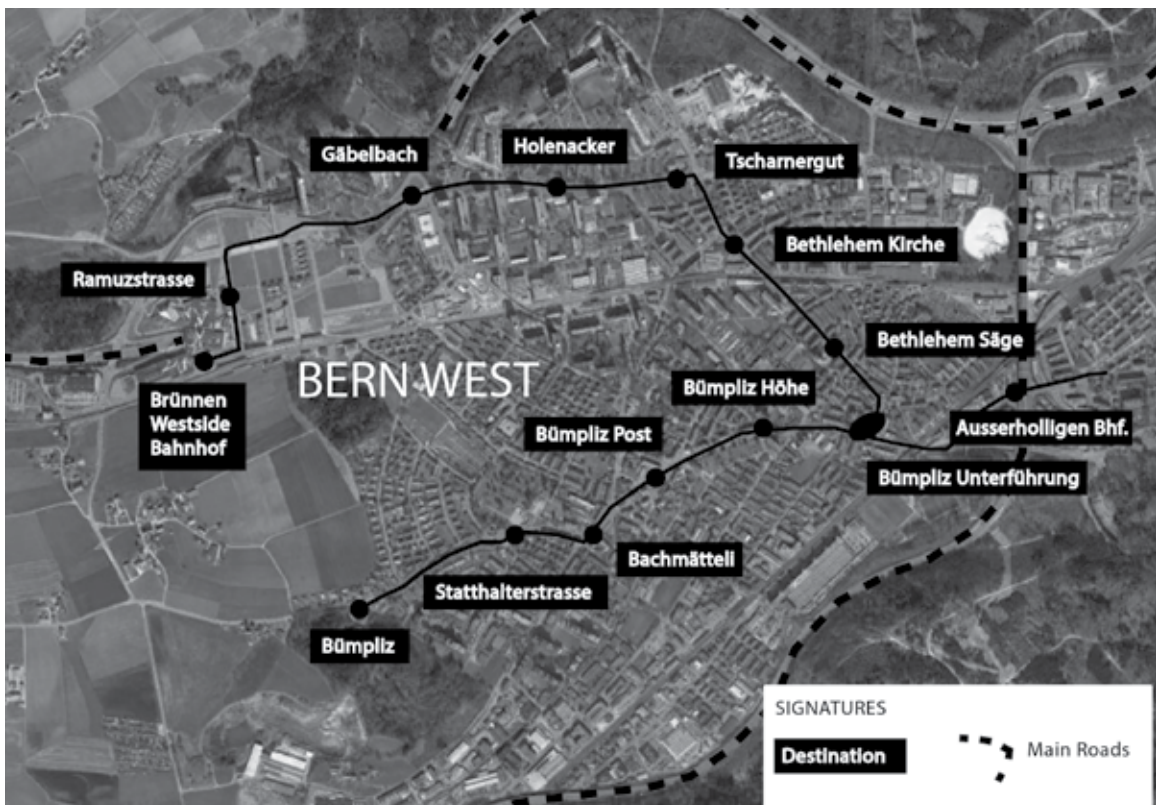 Gäbelbach
Holenacker
Tscharnergut
Bethlehem Kirche
Ramuzstrasse
Bethlehem Säge
BERN WEST
Brünnen
Westside
Bahnhof
Bümpliz Höhe
Ausserholligen Bhf.
Bümpliz Post
Bümpliz Unterführung
Bachmätteli
Statthalterstrasse
Bümpliz
SIGNATURES
Destination
Main Roads